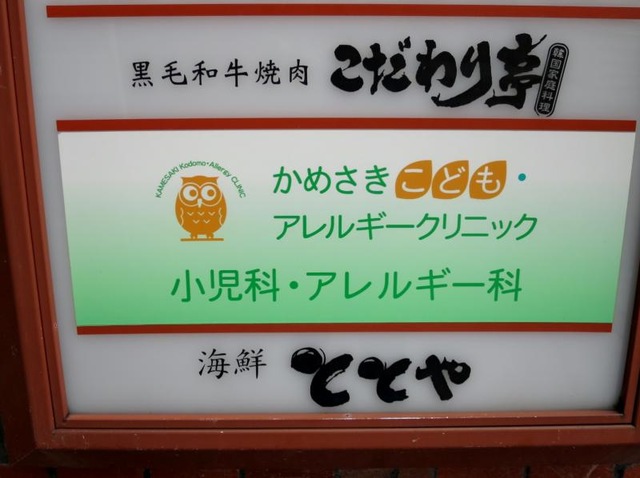 黒毛和牛焼肉 こだわり亭 韓国家庭料理
KAMESAKI Kodomo・Allergy CLINIC
かめさきこども・
アレルギークリニック
小児科・アレルギー科
海鮮 ととや